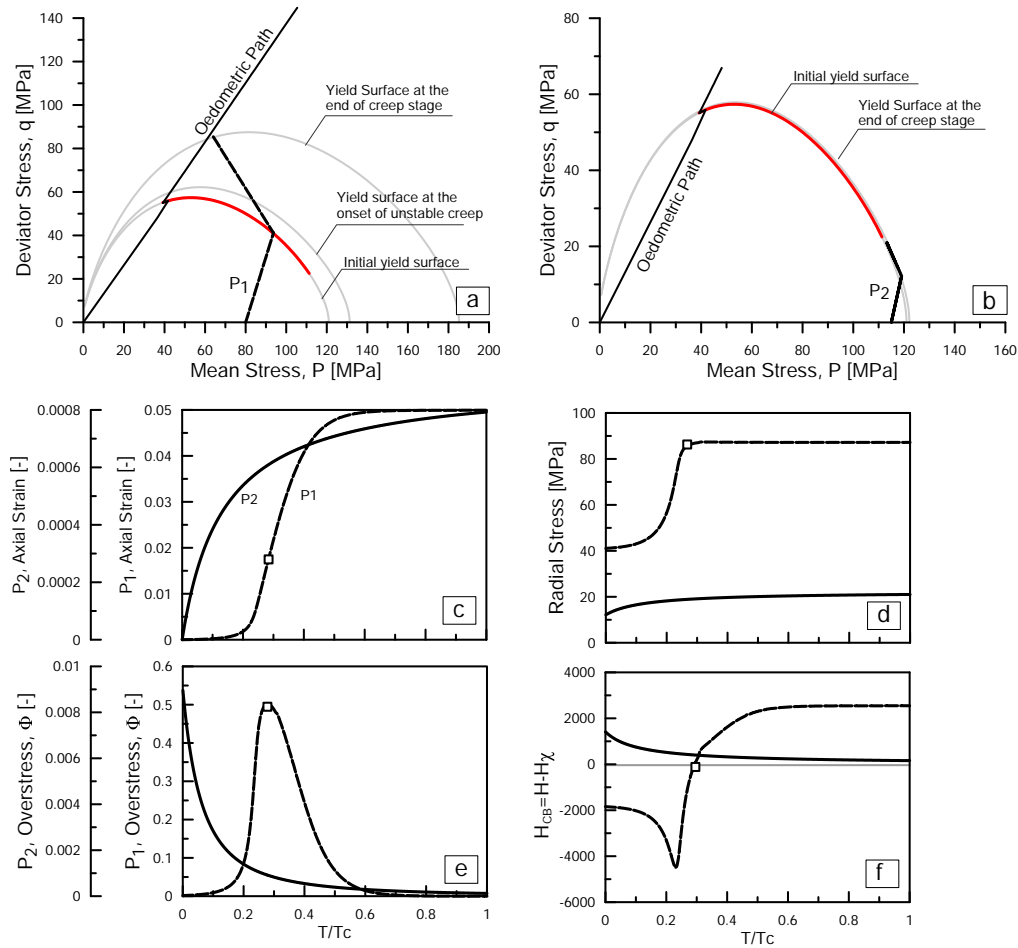 a
140
120
100
80
60
40
20
0
Deviator Stress, q [MPa]
Oedometric Path
Yield Surface at the
end of creep stage
Yield surface at the
onset of unstable creep
Initial yield surface
P1
a
0 20 40 60 80 100 120 140 160 180 200
Mean Stress, P [MPa]
b
80
60
40
20
0
Deviator Stress, q [MPa]
Oedometric Path
Initial yield surface
Yield Surface at the
end of creep stage
P2
b
0 20 40 60 80 100 120 140 160
Mean Stress, P [MPa]
0.0008
0.0006
0.0004
0.0002
0
P2, Axial Strain [-]
0.05
0.04
0.03
0.02
0.01
0
P1, Axial Strain [-]
P2
P1
c
100
80
60
40
20
0
Radial Stress [MPa]
d
0.01
0.008
0.006
0.004
0.002
0
P2, Overstress, Φ [-]
0.6
0.5
0.4
0.3
0.2
0.1
0
P1, Overstress, Φ [-]
e
0 0.2 0.4 0.6 0.8 1
T/Tc
4000
2000
0
-2000
-4000
-6000
HCB=H-Hχ
f
0 0.2 0.4 0.6 0.8 1
T/Tc